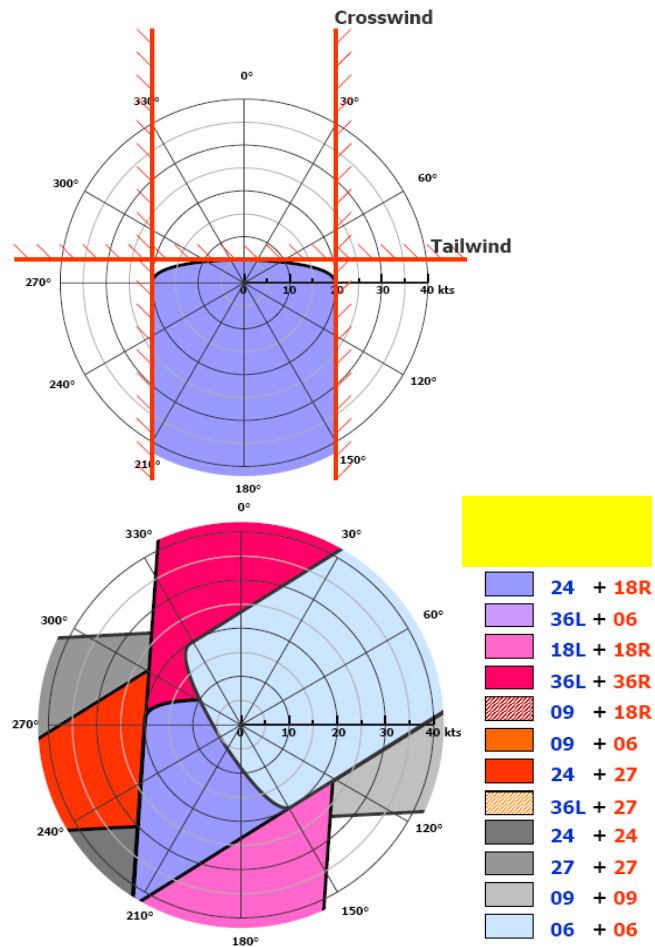 Crosswind
0°
330° 30°
300° 60°
Tailwind
270° 0 10 20 30 40 kts
240° 120°
210° 150°
180°
0°
330° 30°
300° 60°
270° 0 10 20 30 40 kts
240° 120°
210° 150°
180°
24 + 18R
36L + 06
18L + 18R
36L + 36R
09 + 18R
09 + 06
24 + 27
36L + 27
24 + 24
27 + 27
09 + 09
06 + 06